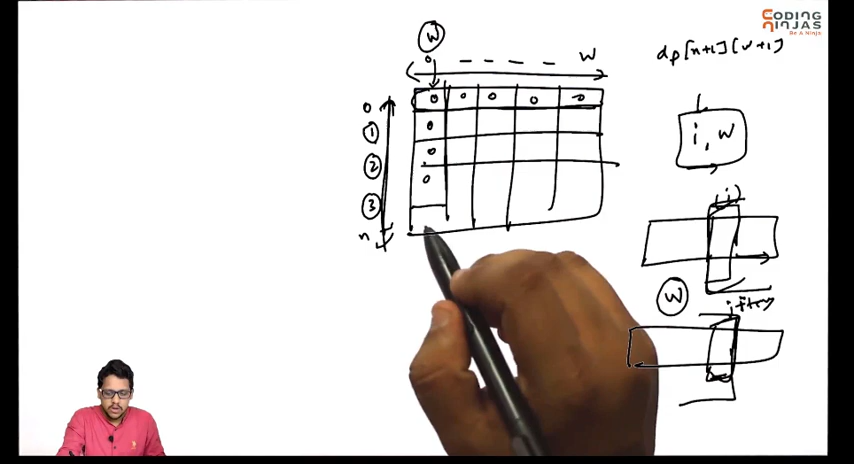 CODING
NINJAS
Be A Ninja
W
dp[n+1][w+1]
0 - - - - - W
0 0 0 0 0 0
1 0
i, W
2 0
0
3
(i)
n
W